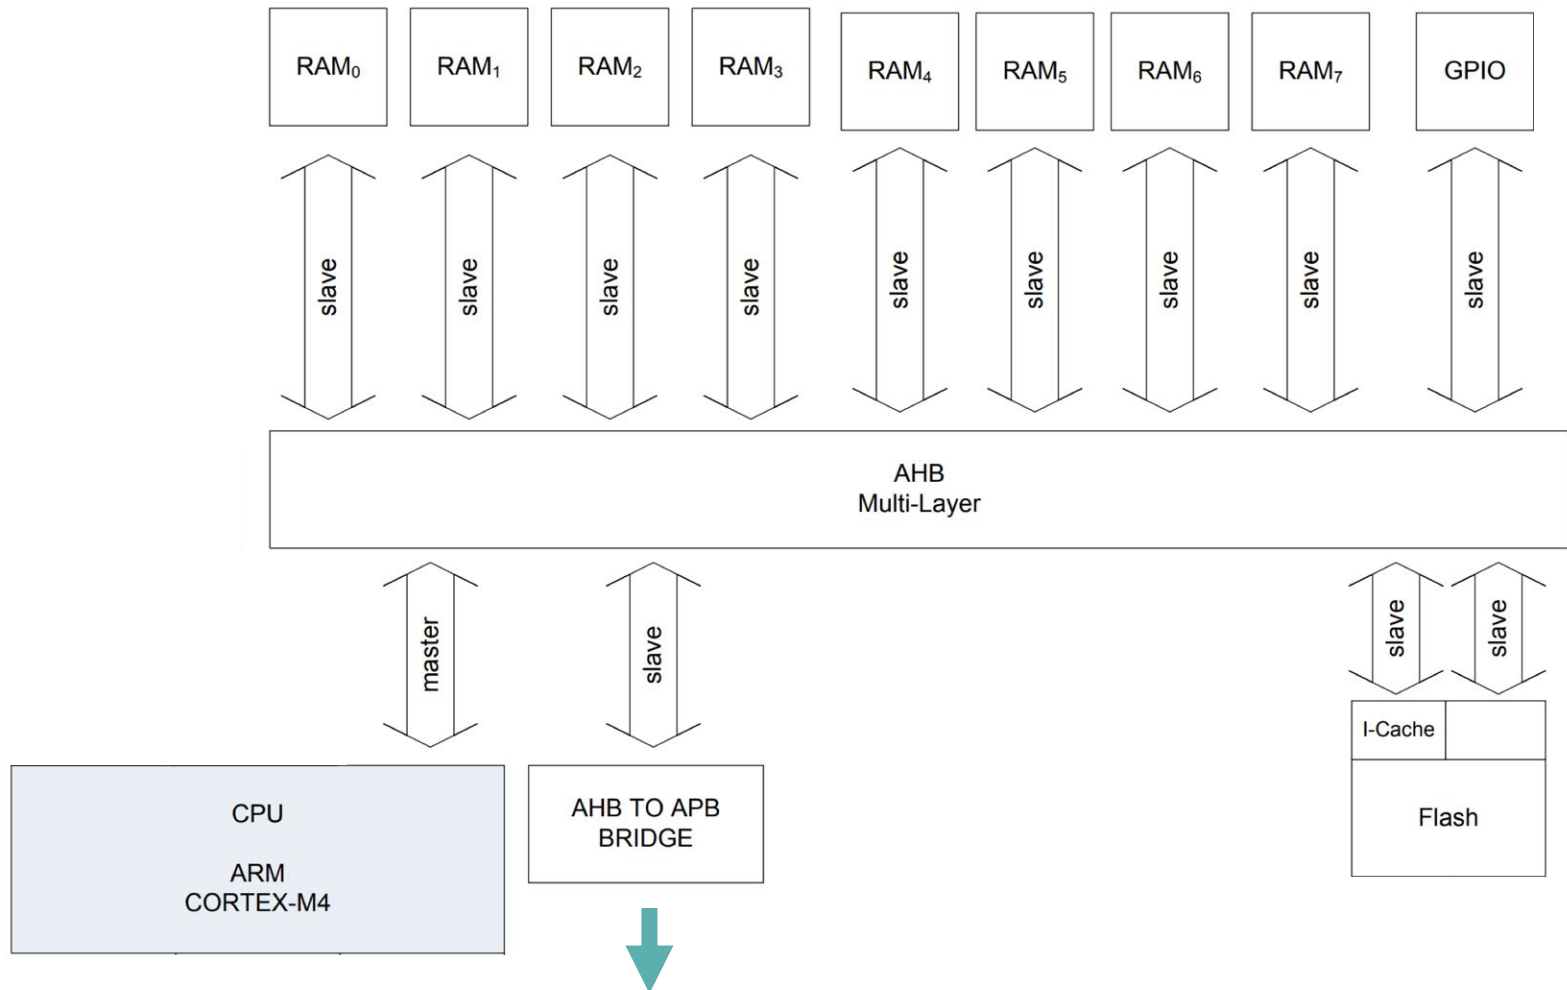 RAM₀
RAM₁
RAM₂
RAM₃
RAM₄
RAM₅
RAM₆
RAM₇
GPIO
slave
slave
slave
slave
slave
slave
slave
slave
slave
AHB
Multi-Layer
master
slave
slave
slave
I-Cache
CPU
ARM
CORTEX-M4
AHB TO APB
BRIDGE
Flash